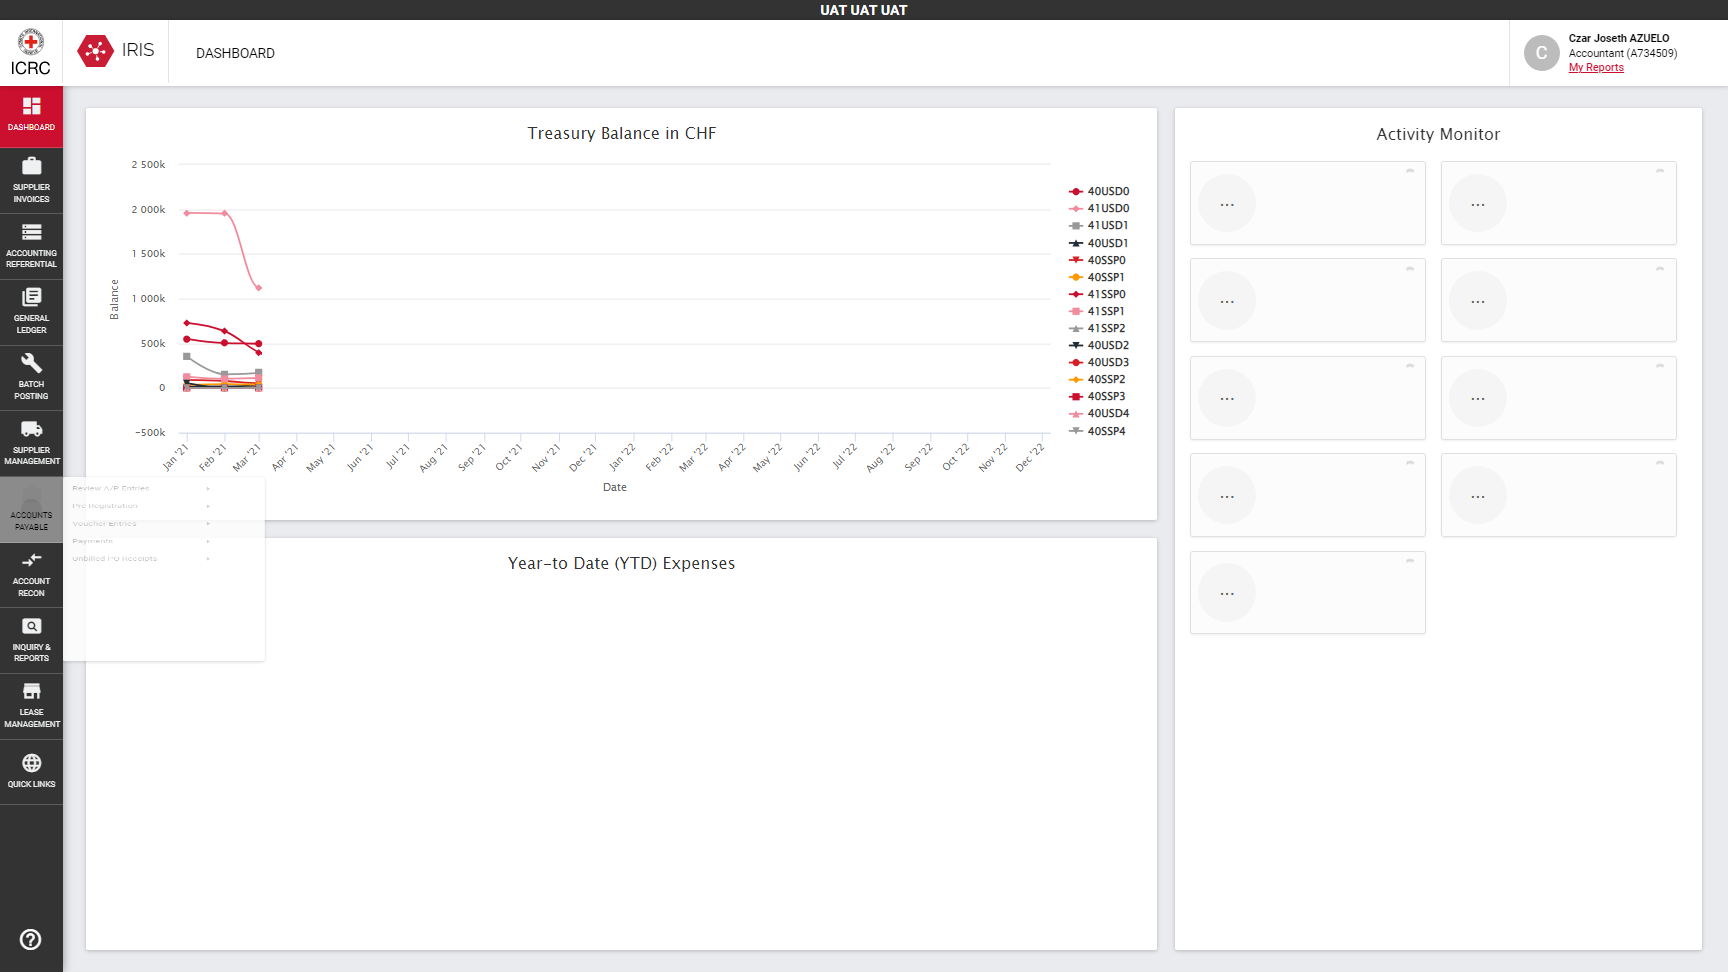 UAT UAT UAT
ICRC
IRIS
DASHBOARD
Czar Joseth AZUELO
Accountant (A734509)
My Reports
DASHBOARD
SUPPLIER
INVOICES
ACCOUNTING
REFERENTIAL
GENERAL
LEDGER
BATCH
POSTING
SUPPLIER
MANAGEMENT
ACCOUNTS
PAYABLE
ACCOUNT
RECON
INQUIRY &
REPORTS
LEASE
MANAGEMENT
QUICK LINKS
Review A/P Entries
Pre Registration
Voucher Entries
Payments
Unbilled PO Receipts
Treasury Balance in CHF
Balance
2 500k
2 000k
1 500k
1 000k
500k
0
-500k
Jan '21
Feb '21
Mar '21
Apr '21
May '21
Jun '21
Jul '21
Aug '21
Sep '21
Oct '21
Nov '21
Dec '21
Jan '22
Feb '22
Mar '22
Apr '22
May '22
Jun '22
Jul '22
Aug '22
Sep '22
Oct '22
Nov '22
Dec '22
Date
40USD0
41USD0
41USD1
40USD1
40SSP0
40SSP1
41SSP0
41SSP1
41SSP2
40USD2
40USD3
40SSP2
40SSP3
40USD4
40SSP4
Year-to Date (YTD) Expenses
Activity Monitor
...
...
...
...
...
...
...
...
...